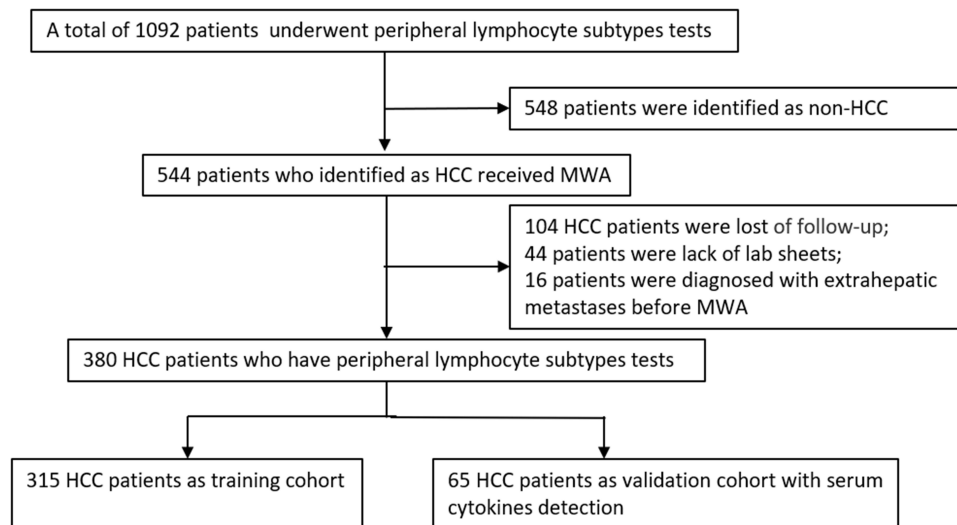 A total of 1092 patients underwent peripheral lymphocyte subtypes tests
548 patients were identified as non-HCC
544 patients who identified as HCC received MWA
104 HCC patients were lost of follow-up;
44 patients were lack of lab sheets;
16 patients were diagnosed with extrahepatic
metastases before MWA
380 HCC patients who have peripheral lymphocyte subtypes tests
315 HCC patients as training cohort
65 HCC patients as validation cohort with serum
cytokines detection